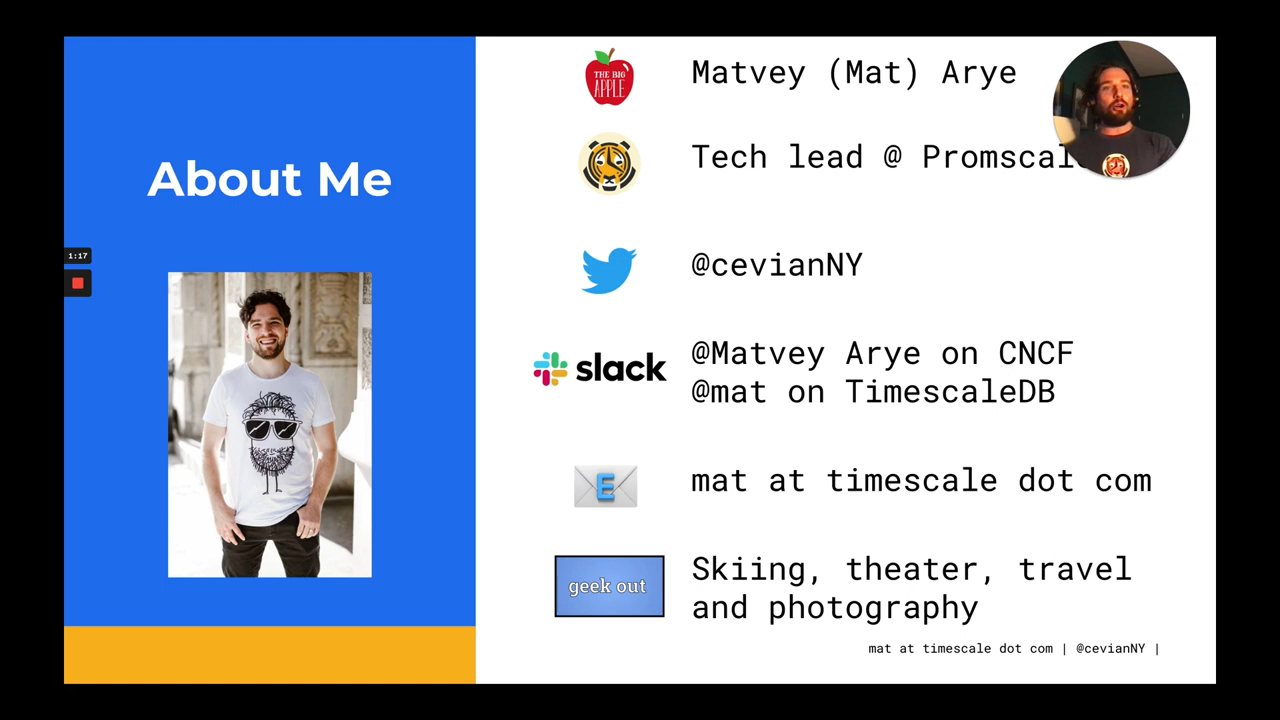 About Me
1:17
THE BIG
APPLE
Matvey (Mat) Arye
Tech lead @ Promscale
@cevianNY
slack
@Matvey Arye on CNCF
@mat on TimescaleDB
E
mat at timescale dot com
geek out
Skiing, theater, travel
and photography
mat at timescale dot com | @cevianNY |